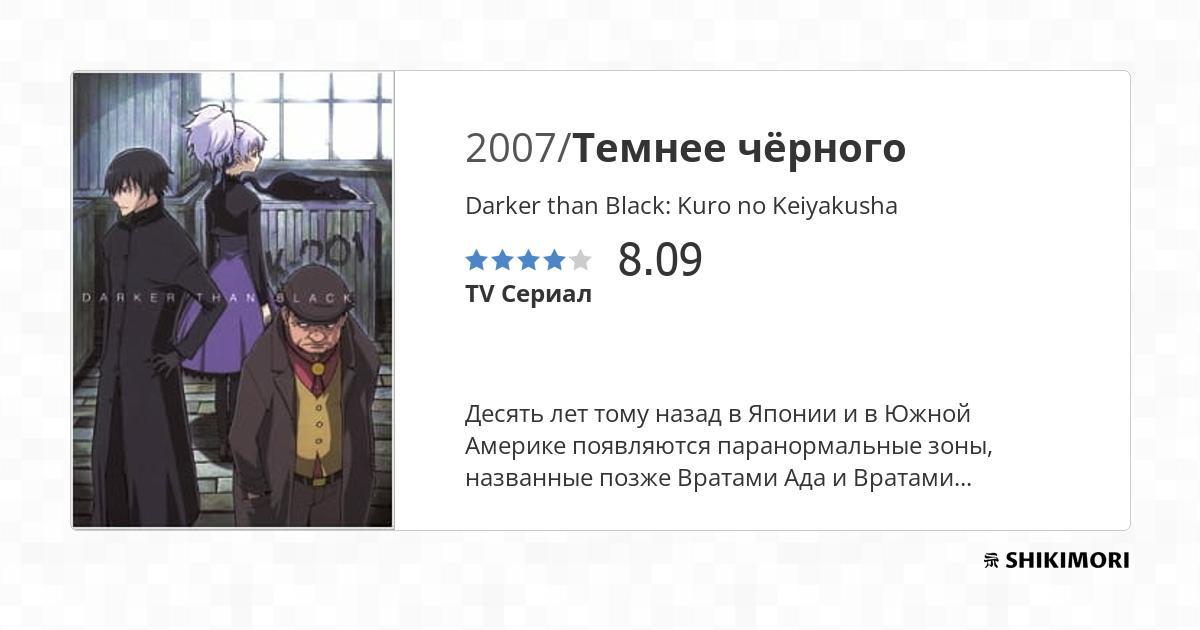 DARKER THAN BLACK
2007/Темнее чёрного
Darker than Black: Kuro no Keiyakusha
8.09
TV Сериал
Десять лет тому назад в Японии и в Южной
Америке появляются паранормальные зоны,
названные позже Вратами Ада и Вратами...
SHIKIMORI